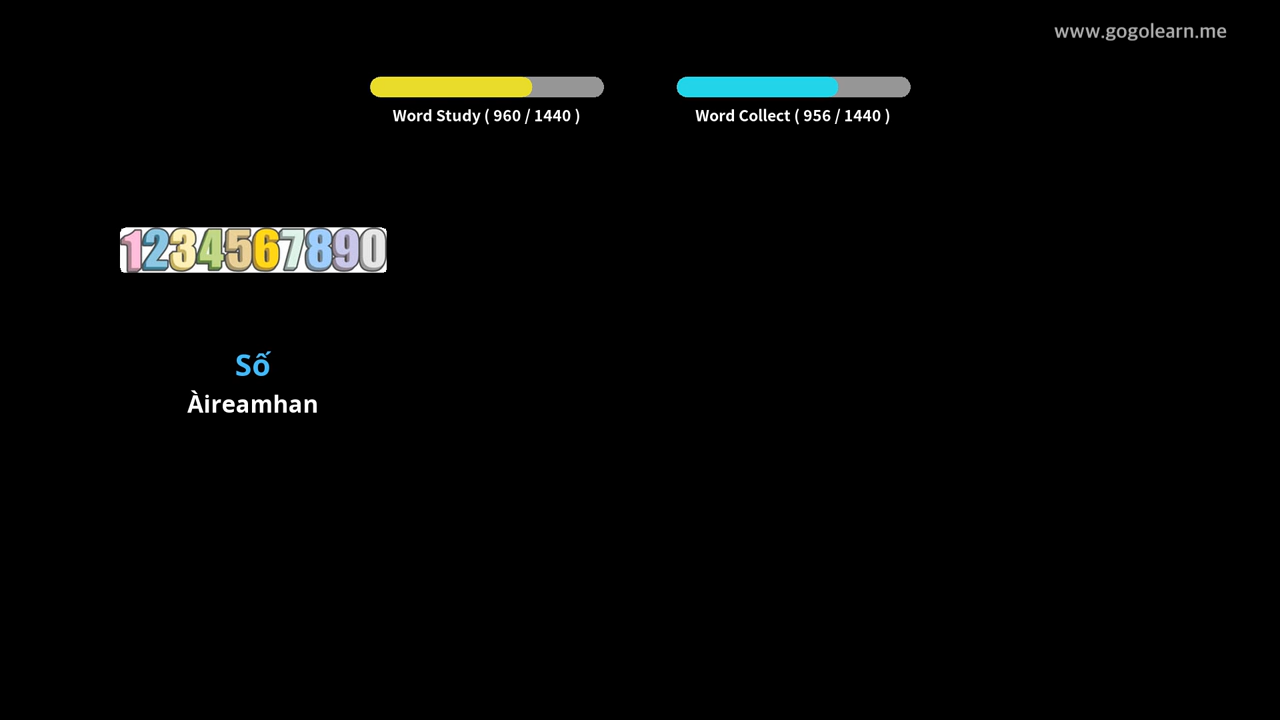 www.gogolearn.me
Word Study ( 960 / 1440 )
Word Collect ( 956 / 1440 )
1234567890
Số
Àireamhan